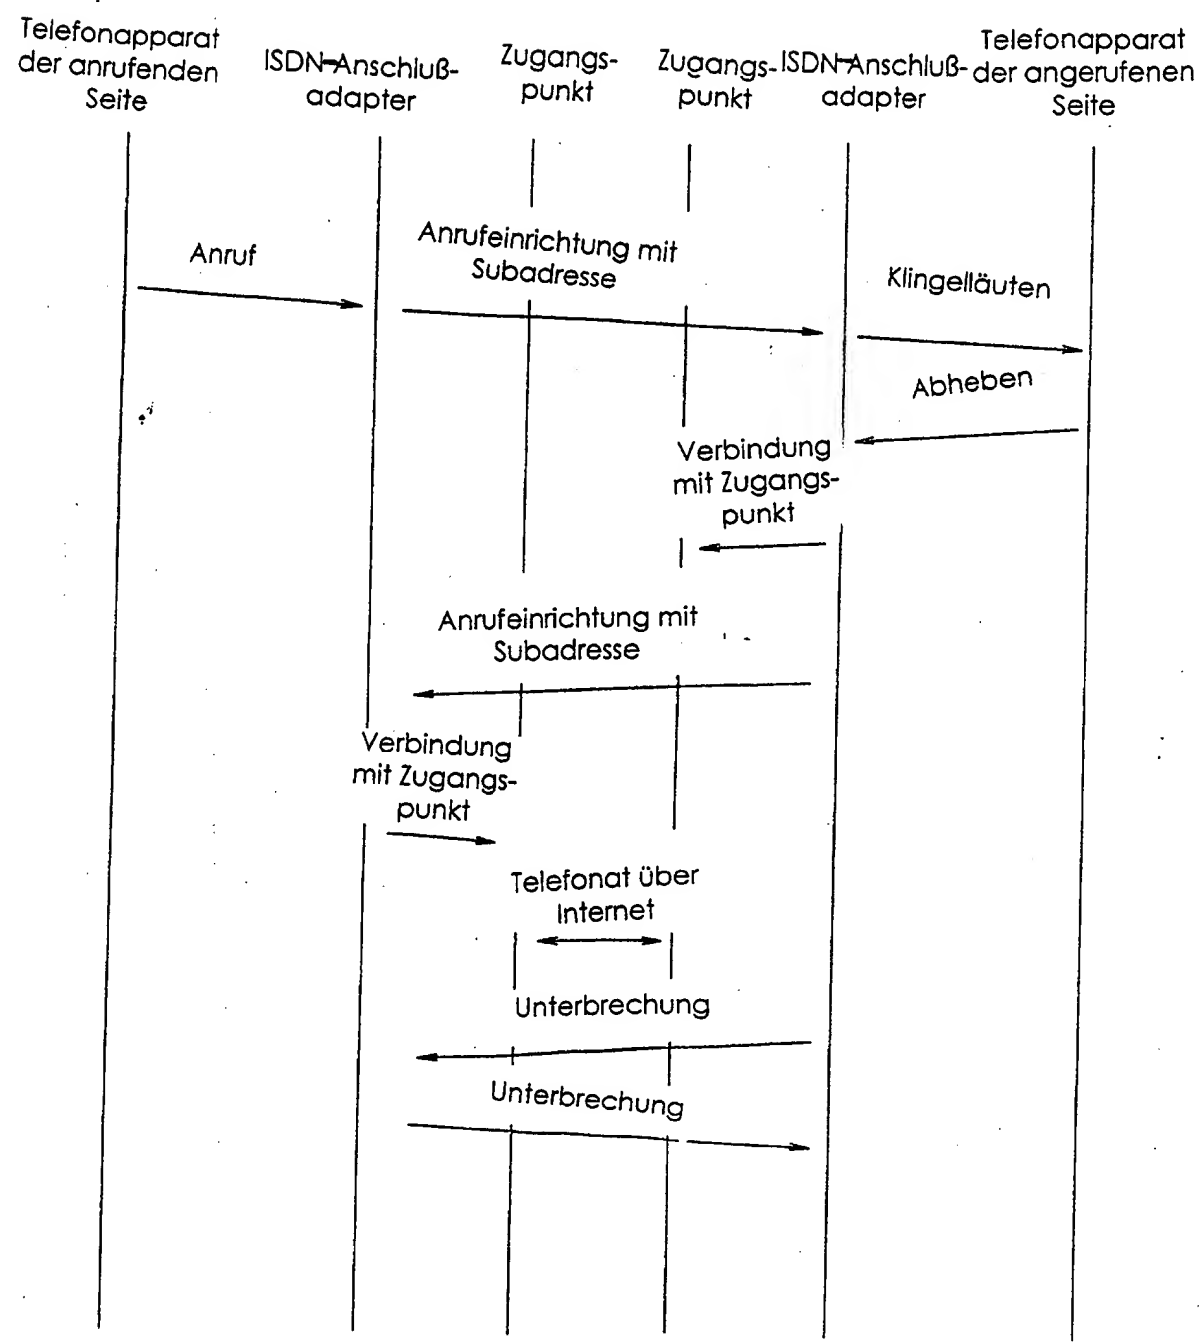 Telefonapparat
der anrufenden
Seite
ISDN-Anschluß-
adapter
Zugangs-
punkt
Zugangs-
punkt
ISDN-Anschluß-
adapter
Telefonapparat
der angerufenen
Seite
Anruf
Anrufeinrichtung mit
Subadresse
Klingelläuten
Abheben
Verbindung
mit Zugangs-
punkt
Anrufeinrichtung mit
Subadresse
Verbindung
mit Zugangs-
punkt
Telefonat über
Internet
Unterbrechung
Unterbrechung